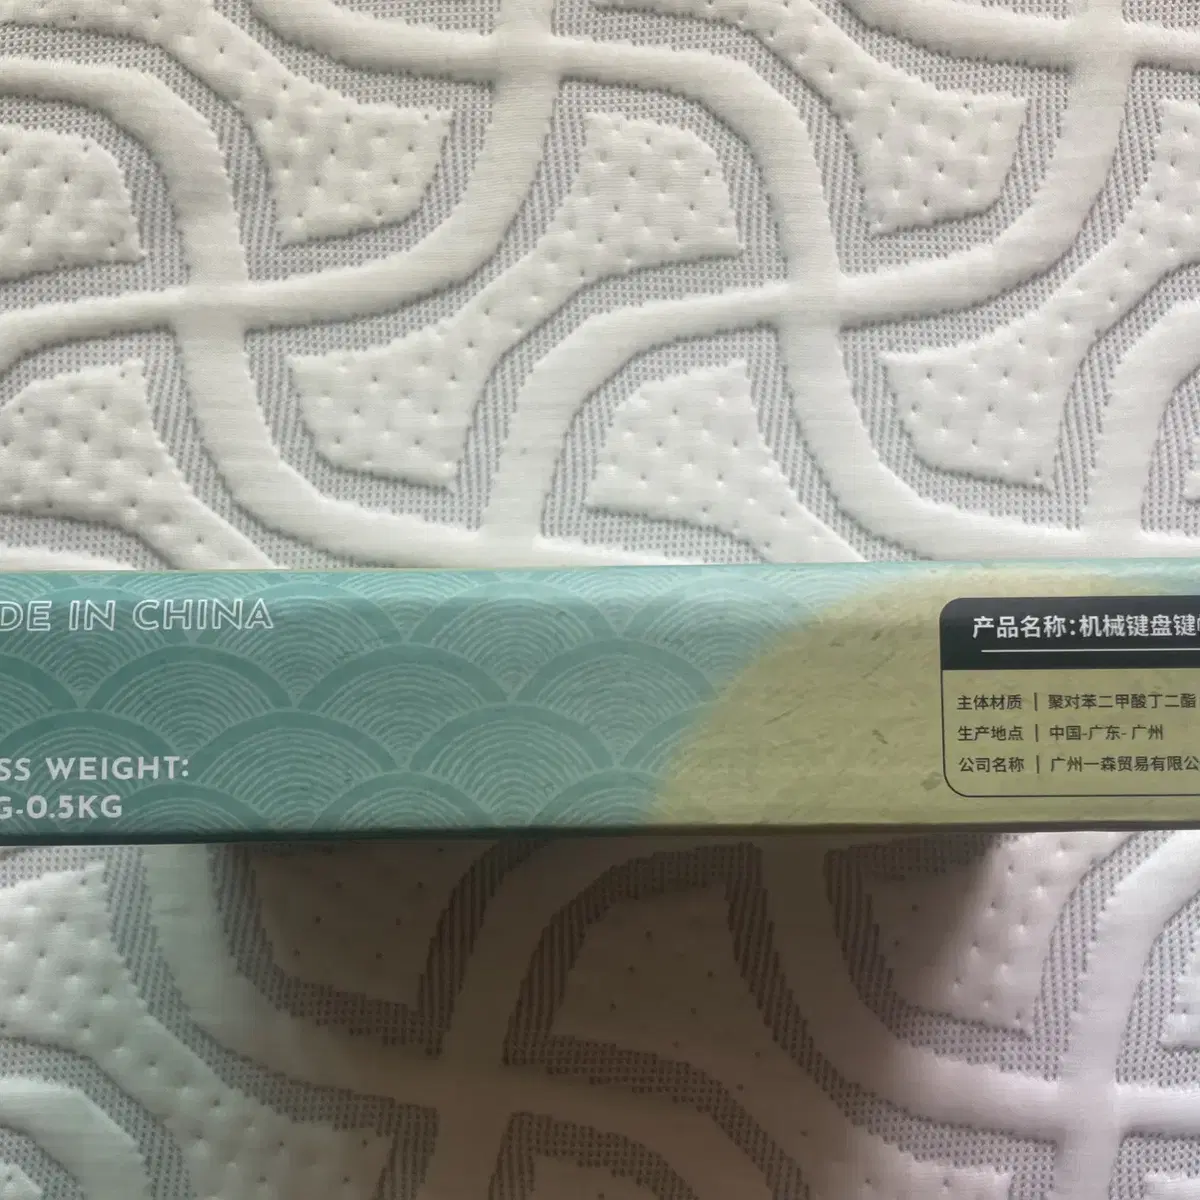 DE IN CHINA
SS WEIGHT:
G-0.5KG
产品名称:机械键盘键
主体材质 | 聚对苯二甲酸丁二酯
生产地点 | 中国-广东-广州
公司名称 | 广州一森贸易有限公